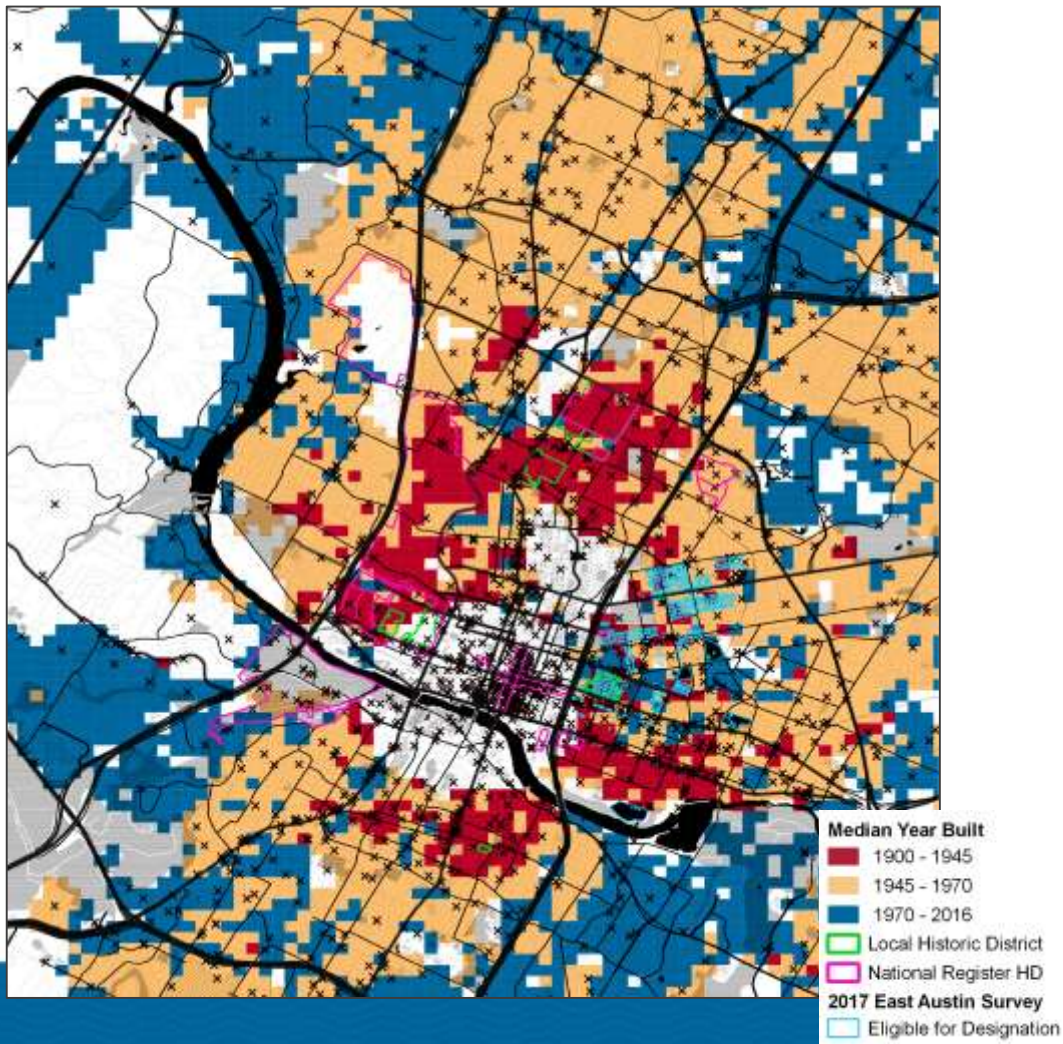 Median Year Built
1900 - 1945
1945 - 1970
1970 - 2016
Local Historic District
National Register HD
2017 East Austin Survey
Eligible for Designation